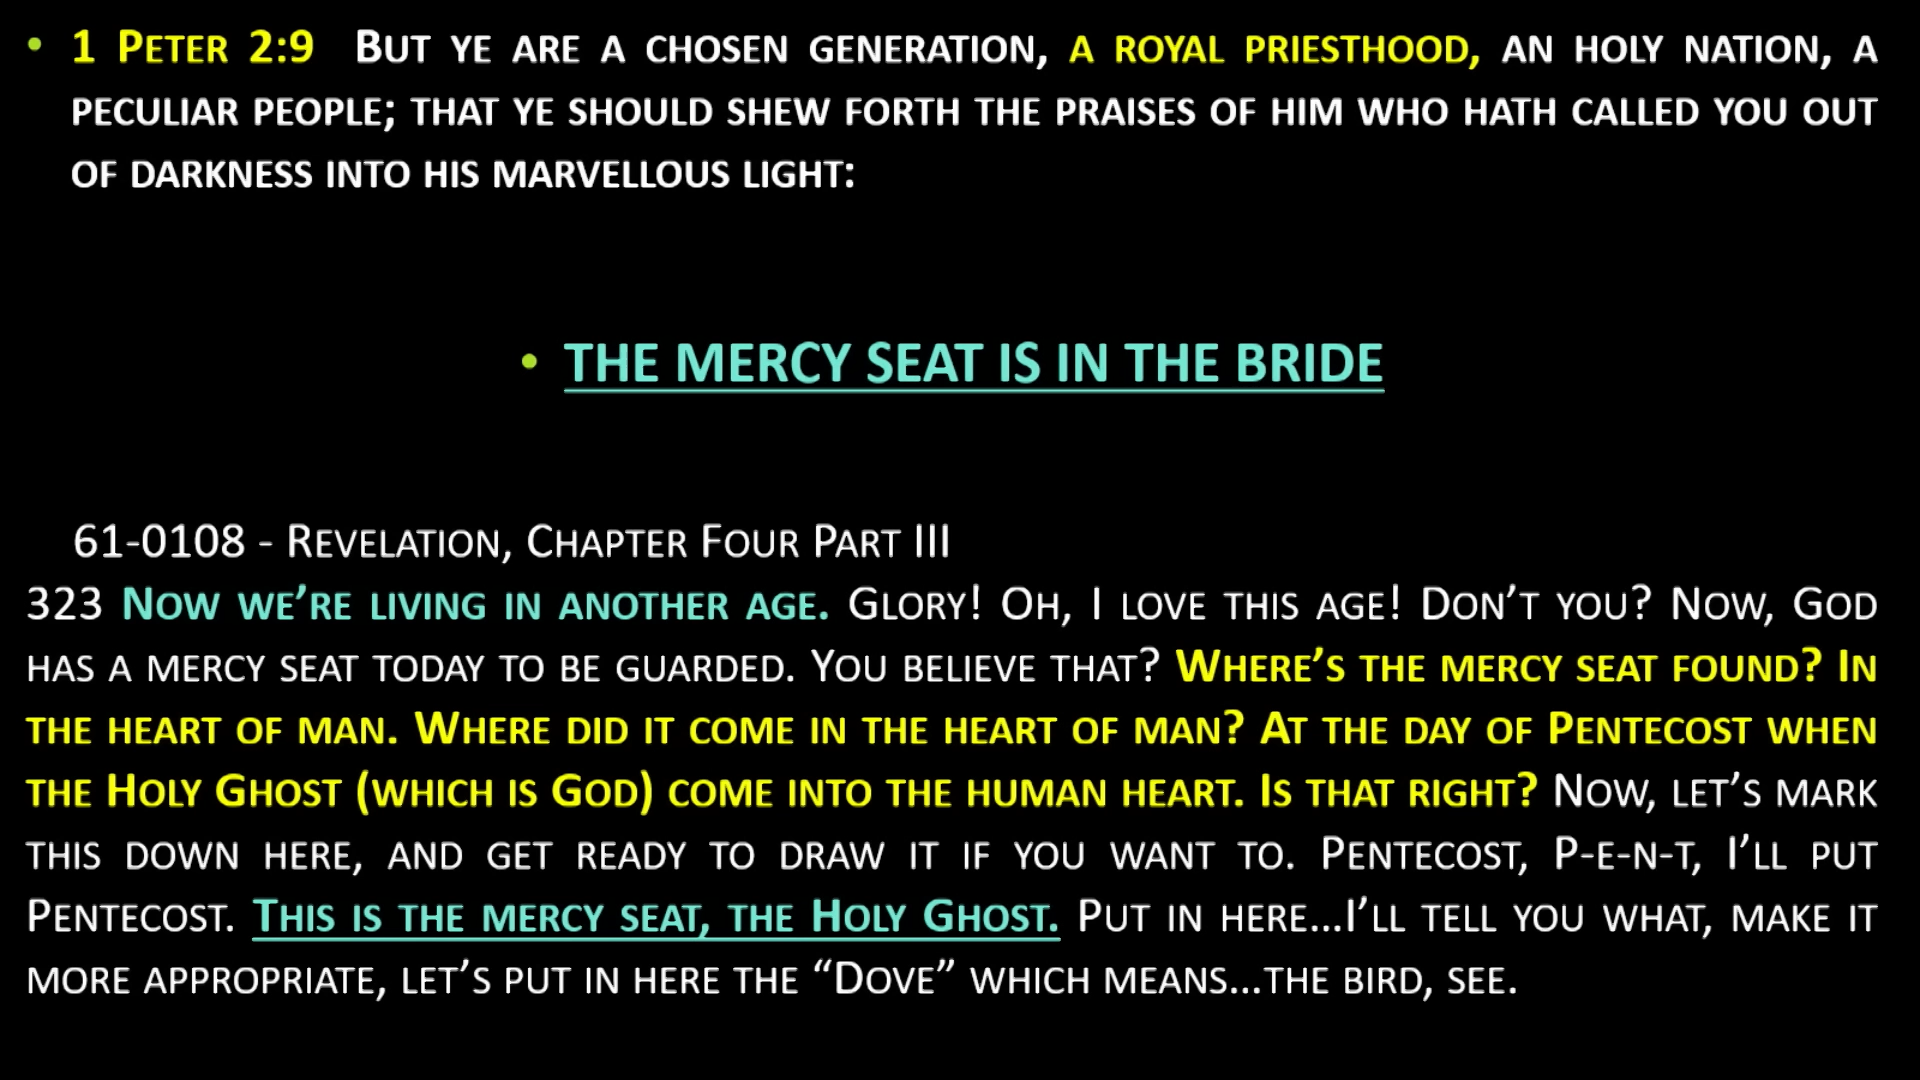 • 1 Peter 2:9 But ye are a chosen generation, a royal priesthood, an holy nation, a
peculiar people; that ye should shew forth the praises of him who hath called you out
of darkness into his marvellous light:
• THE MERCY SEAT IS IN THE BRIDE
61-0108 - Revelation, Chapter Four Part III
323 Now we’re living in another age. Glory! Oh, I love this age! Don’t you? Now, God
has a mercy seat today to be guarded. You believe that? Where’s the mercy seat found? In
the heart of man. Where did it come in the heart of man? At the day of Pentecost when
the Holy Ghost (which is God) come into the human heart. Is that right? Now, let’s mark
this down here, and get ready to draw it if you want to. Pentecost, P-e-n-t, I’ll put
Pentecost. This is the mercy seat, the Holy Ghost. Put in here...I’ll tell you what, make it
more appropriate, let’s put in here the “Dove” which means...the bird, see.